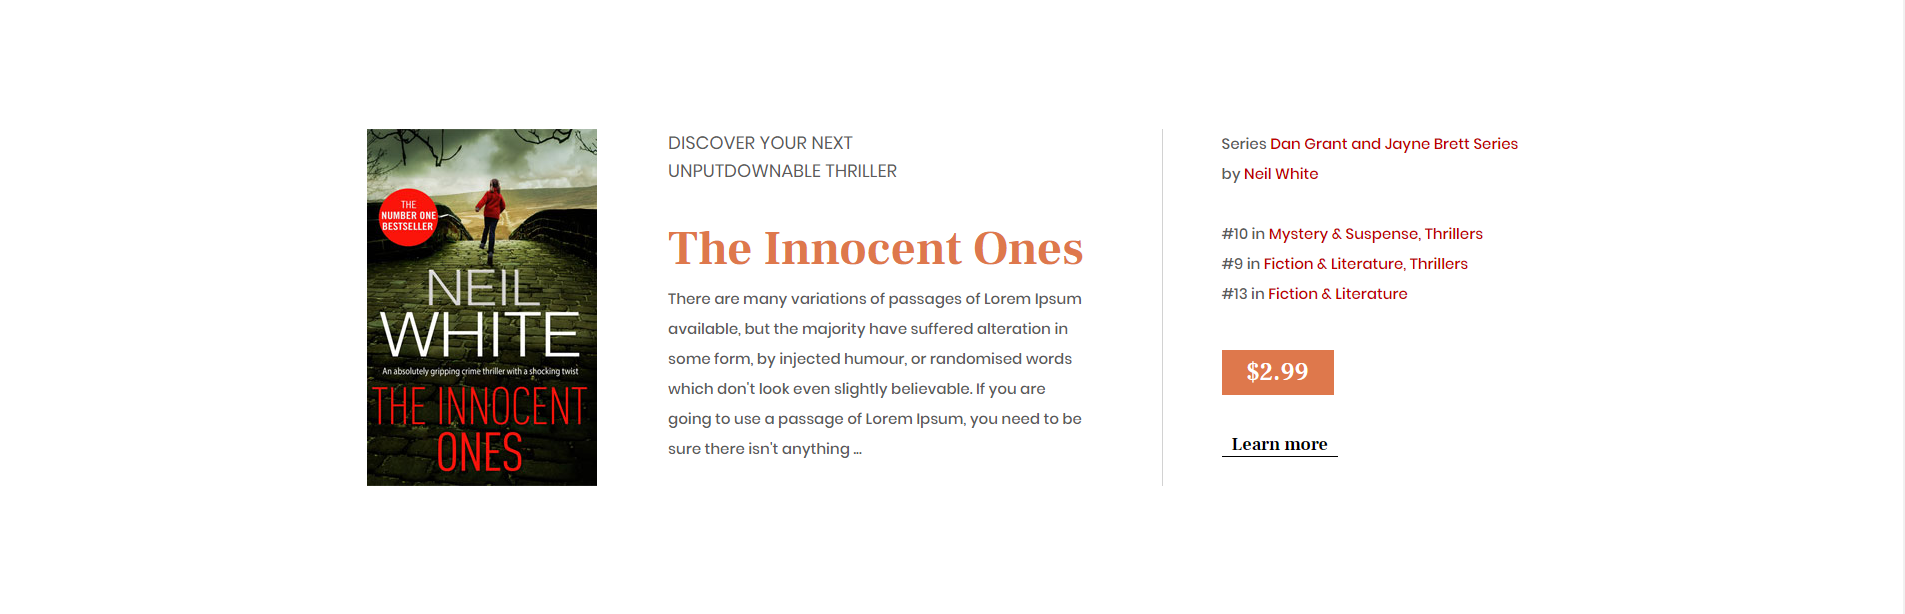 THE
NUMBER ONE
BESTSELLER
NEIL
WHITE
An absolutely gripping crime thriller with a shocking twist
THE INNOCENT
ONES
DISCOVER YOUR NEXT
UNPUTDOWNABLE THRILLER
The Innocent Ones
There are many variations of passages of Lorem Ipsum
available, but the majority have suffered alteration in
some form, by injected humour, or randomised words
which don't look even slightly believable. If you are
going to use a passage of Lorem Ipsum, you need to be
sure there isn't anything ...
Series Dan Grant and Jayne Brett Series
by Neil White
#10 in Mystery & Suspense, Thrillers
#9 in Fiction & Literature, Thrillers
#13 in Fiction & Literature
$2.99
Learn more